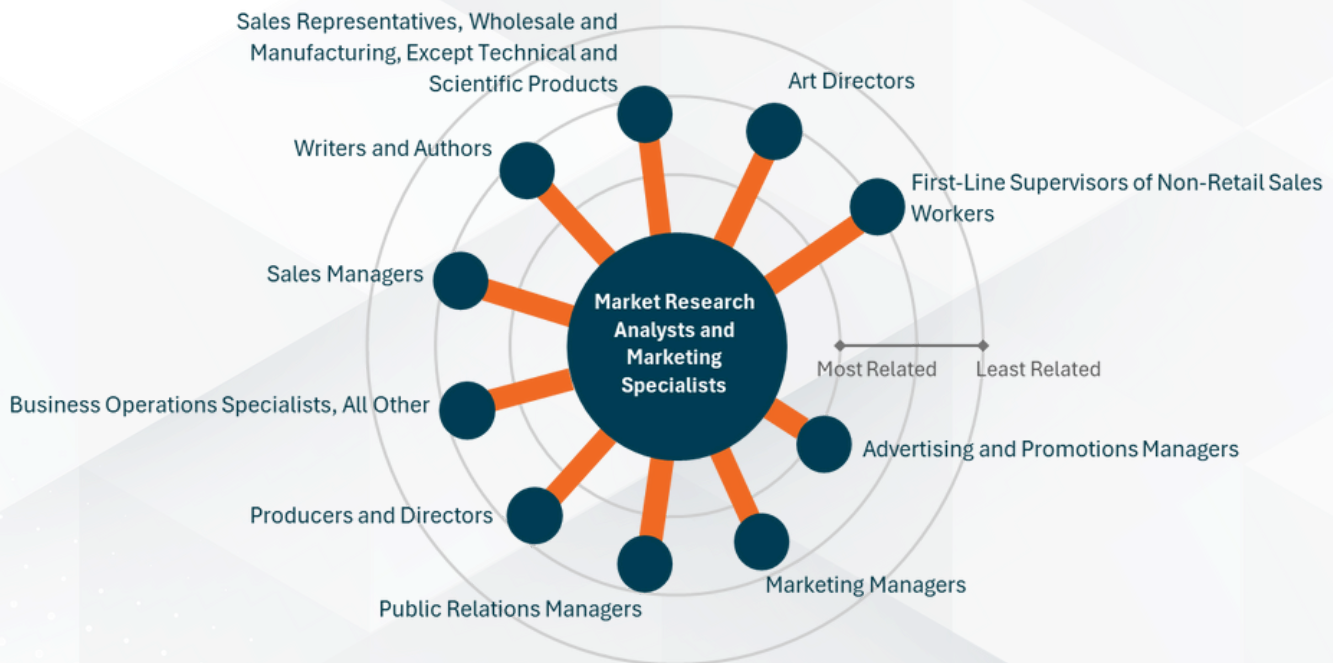 Sales Representatives, Wholesale and
Manufacturing, Except Technical and
Scientific Products
Art Directors
Writers and Authors
First-Line Supervisors of Non-Retail Sales
Workers
Sales Managers
Market Research
Analysts and
Marketing
Specialists
Most Related
Least Related
Business Operations Specialists, All Other
Advertising and Promotions Managers
Producers and Directors
Marketing Managers
Public Relations Managers